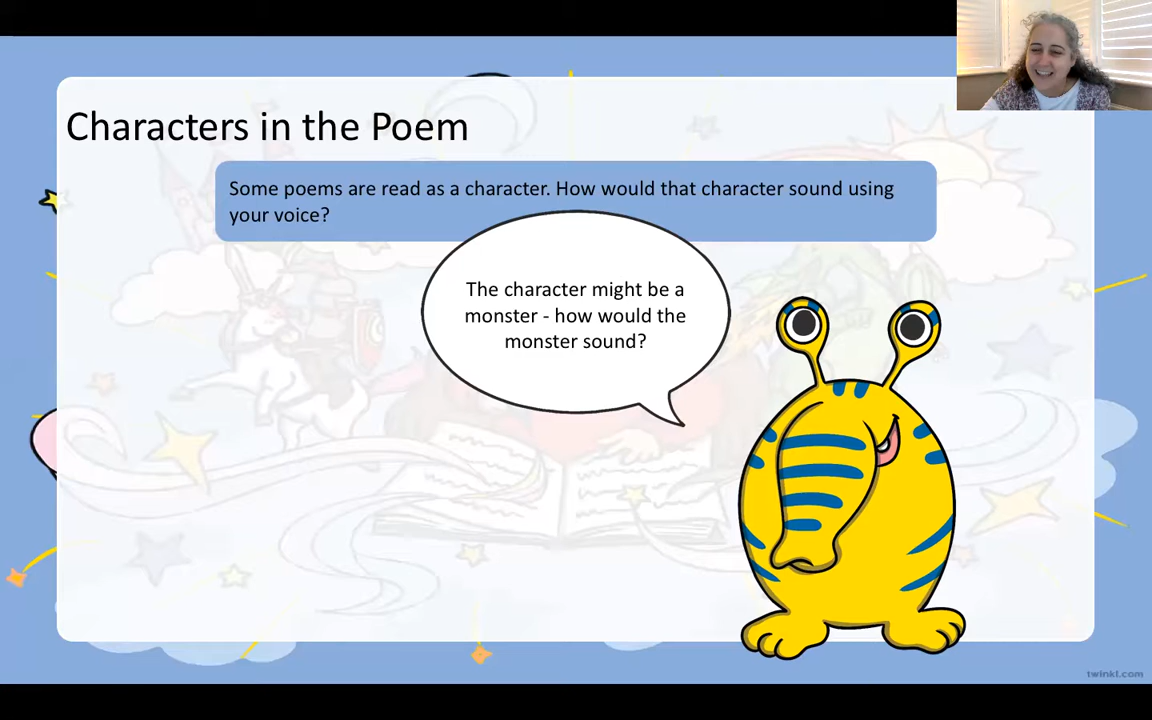 Characters in the Poem
Some poems are read as a character. How would that character sound using
your voice?
The character might be a
monster - how would the
monster sound?
twinkl.com